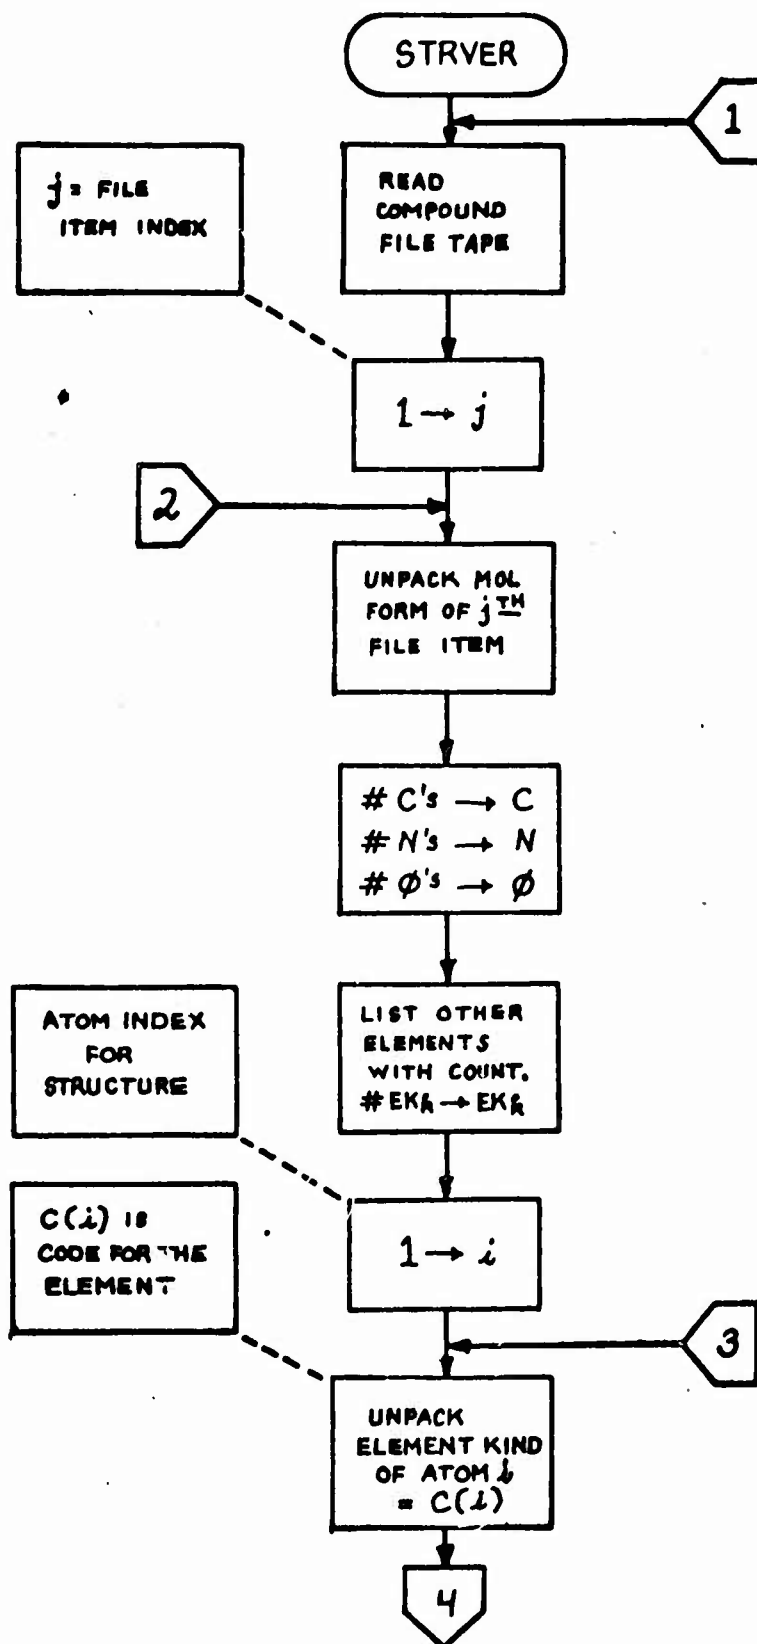 STRVER
1
j = FILE
ITEM INDEX
READ
COMPOUND
FILE TAPE
1 → j
2
UNPACK MOL
FORM OF jTH
FILE ITEM
# C's → C
# N's → N
# Ø's → Ø
ATOM INDEX
FOR
STRUCTURE
LIST OTHER
ELEMENTS
WITH COUNT.
#EKk → EKk
C(i) IS
CODE FOR THE
ELEMENT
1 → i
3
UNPACK
ELEMENT KIND
OF ATOM i
= C(i)
4